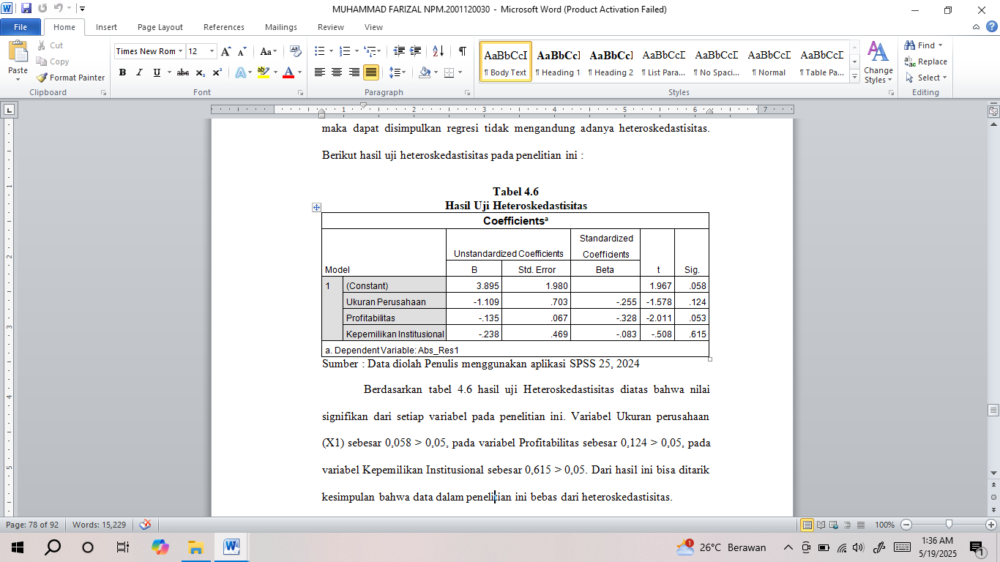 MUHAMMAD FARIZAL NPM.2001120030 - Microsoft Word (Product Activation Failed)
File Home Insert Page Layout References Mailings Review View
Paste
Cut
Copy
Format Painter
Clipboard
Times New Rom 12
Font
Paragraph
AaBbCcI AaBbCcI AaBbCcI AaBbCcI AaBbCcI AaBbCcI AaBbCcI
¶ Body Text ¶ Heading 1 ¶ Heading 2 ¶ List Para... ¶ No Spaci... ¶ Normal ¶ Table Pa...
Styles
Change Styles
Find
Replace
Select
Editing
1 2 3 4 5 6 7
maka dapat disimpulkan regresi tidak mengandung adanya heteroskedastisitas.
Berikut hasil uji heteroskedastisitas pada penelitian ini :
Tabel 4.6
Hasil Uji Heteroskedastisitas
Coefficientsa
Model Unstandardized Coefficients Standardized Coefficients t Sig.
B Std. Error Beta
1 (Constant) 3.895 1.980 1.967 .058
Ukuran Perusahaan -1.109 .703 -.255 -1.578 .124
Profitabilitas -.135 .067 -.328 -2.011 .053
Kepemilikan Institusional -.238 .469 -.083 -.508 .615
a. Dependent Variable: Abs_Res1
Sumber : Data diolah Penulis menggunakan aplikasi SPSS 25, 2024
Berdasarkan tabel 4.6 hasil uji Heteroskedastisitas diatas bahwa nilai
signifikan dari setiap variabel pada penelitian ini. Variabel Ukuran perusahaan
(X1) sebesar 0,058 > 0,05, pada variabel Profitabilitas sebesar 0,124 > 0,05, pada
variabel Kepemilikan Institusional sebesar 0,615 > 0,05. Dari hasil ini bisa ditarik
kesimpulan bahwa data dalam penelitian ini bebas dari heteroskedastisitas.
Page: 78 of 92 Words: 15,229 100%
26°C Berawan 1:36 AM
5/19/2025